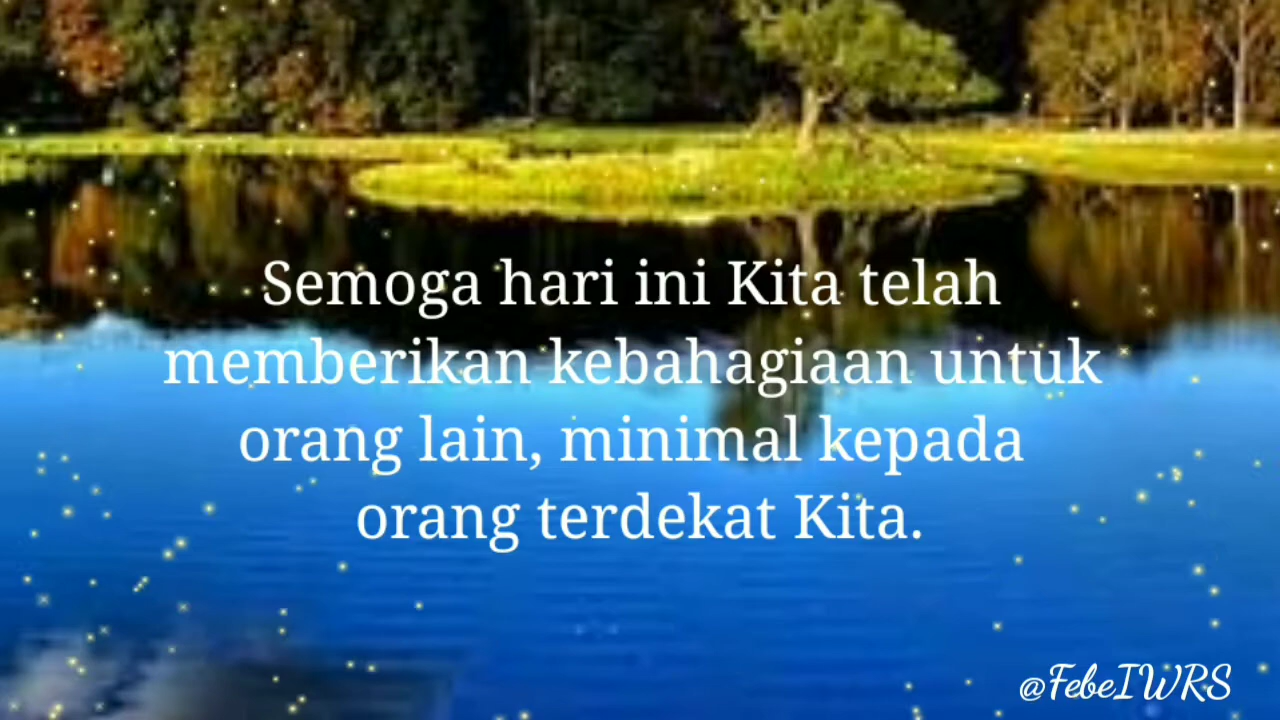 Semoga hari ini Kita telah
memberikan kebahagiaan untuk
orang lain, minimal kepada
orang terdekat Kita.
@FebeIWRS